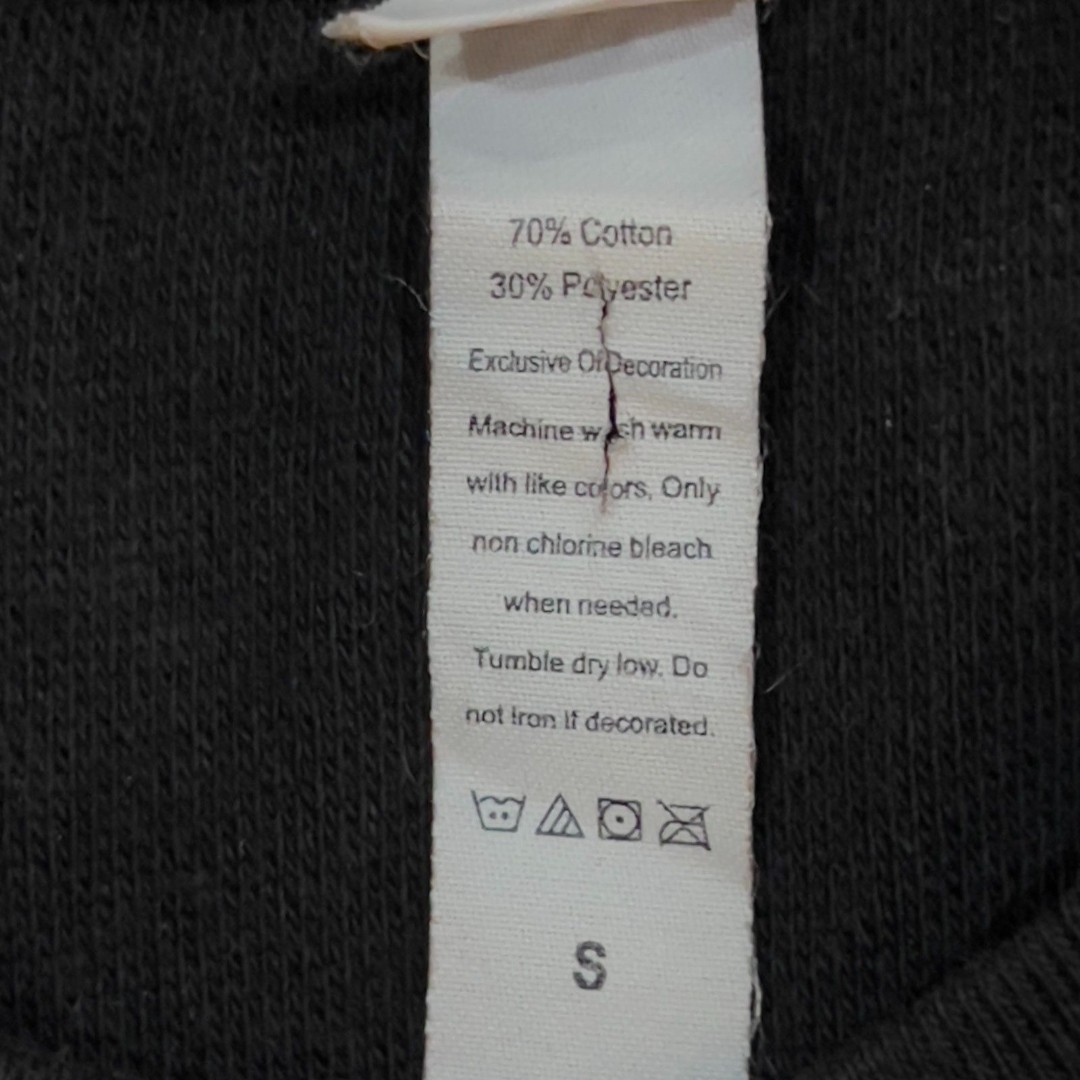 70% Cotton
30% Polyester
Exclusive Of Decoration
Machine wash warm
with like colors, Only
non chlorine bleach
when needed.
Tumble dry low. Do
not iron if decorated.
S